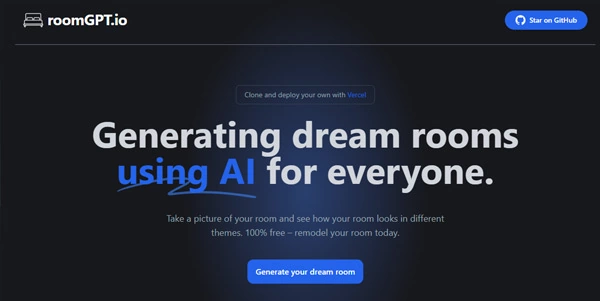 roomGPT.io
Star on GitHub
Clone and deploy your own with Vercel
Generating dream rooms
using AI for everyone.
Take a picture of your room and see how your room looks in different
themes. 100% free – remodel your room today.
Generate your dream room